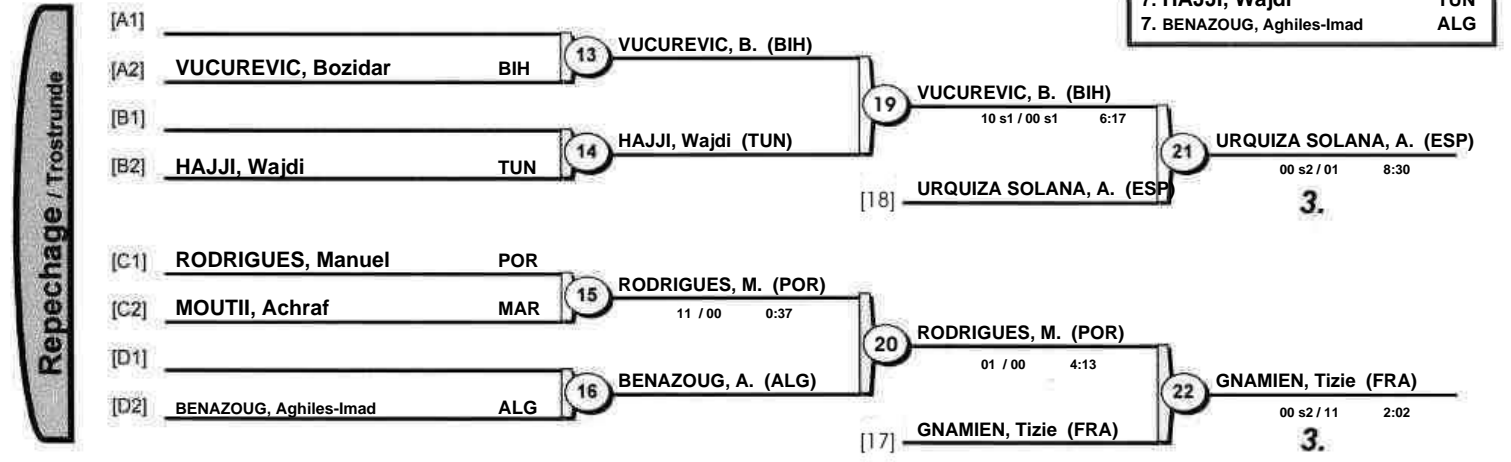 7. HAJJI, Wajdi TUN
7. BENAZOUG, Aghiles-Imad ALG
Repechage / Trostrunde
[A1]
[A2] VUCUREVIC, Bozidar BIH
13 VUCUREVIC, B. (BIH)
[B1]
[B2] HAJJI, Wajdi TUN
14 HAJJI, Wajdi (TUN)
19 VUCUREVIC, B. (BIH)
10 s1 / 00 s1 6:17
[18] URQUIZA SOLANA, A. (ESP)
21 URQUIZA SOLANA, A. (ESP)
00 s2 / 01 8:30
3.
[C1] RODRIGUES, Manuel POR
[C2] MOUTII, Achraf MAR
15 RODRIGUES, M. (POR)
11 / 00 0:37
[D1]
[D2] BENAZOUG, Aghiles-Imad ALG
16 BENAZOUG, A. (ALG)
20 RODRIGUES, M. (POR)
01 / 00 4:13
[17] GNAMIEN, Tizie (FRA)
22 GNAMIEN, Tizie (FRA)
00 s2 / 11 2:02
3.